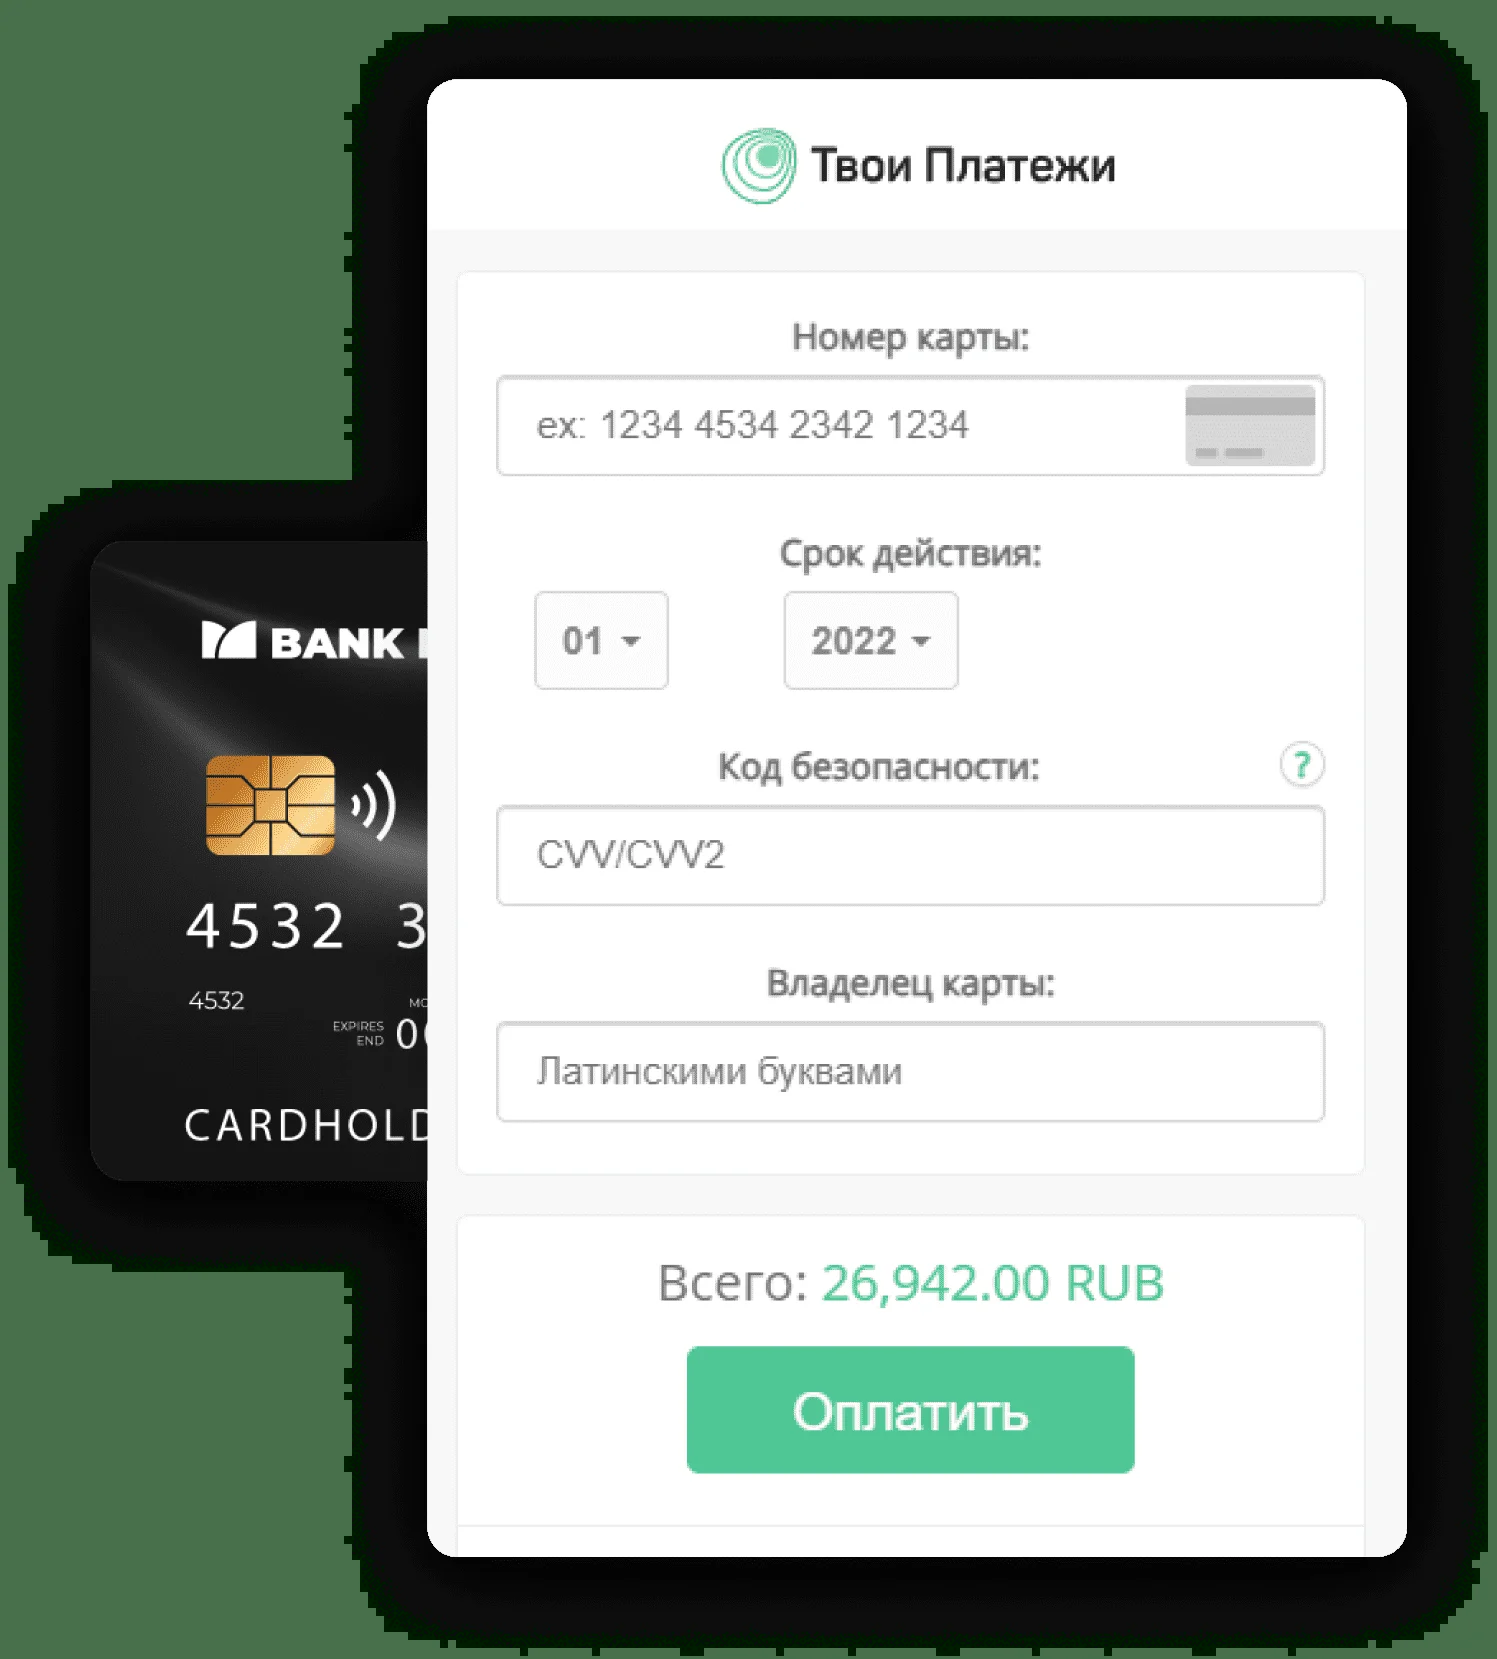 Твои Платежи
Номер карты:
ex: 1234 4534 2342 1234
Срок действия:
01
2022
Код безопасности:
?
CVV/CVV2
Владелец карты:
Латинскими буквами
Всего: 26,942.00 RUB
Оплатить
BANK
4532 3
4532
EXPIRES
END
CARDHOLD